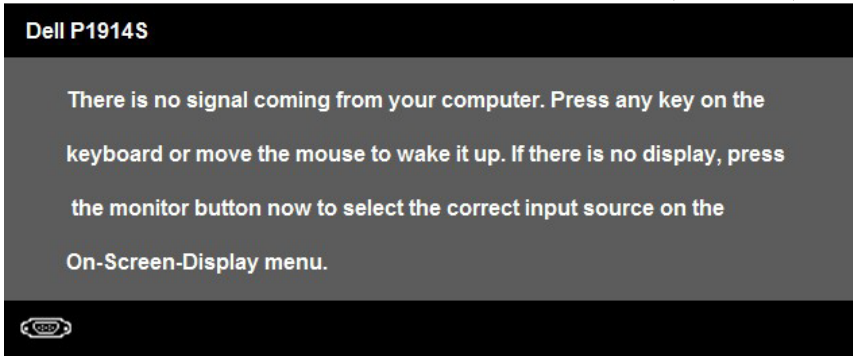 Dell P1914S
There is no signal coming from your computer. Press any key on the
keyboard or move the mouse to wake it up. If there is no display, press
the monitor button now to select the correct input source on the
On-Screen-Display menu.